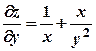 ∂z/∂y = 1/x + x/y²